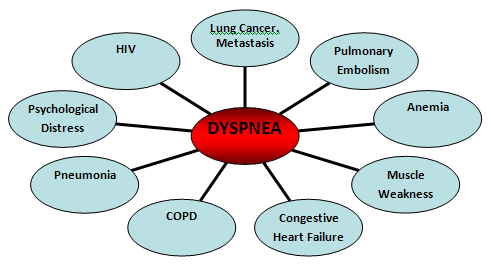 Lung Cancer,
Metastasis
Pulmonary
Embolism
Anemia
Muscle
Weakness
Congestive
Heart Failure
COPD
Pneumonia
Psychological
Distress
HIV
DYSPNEA